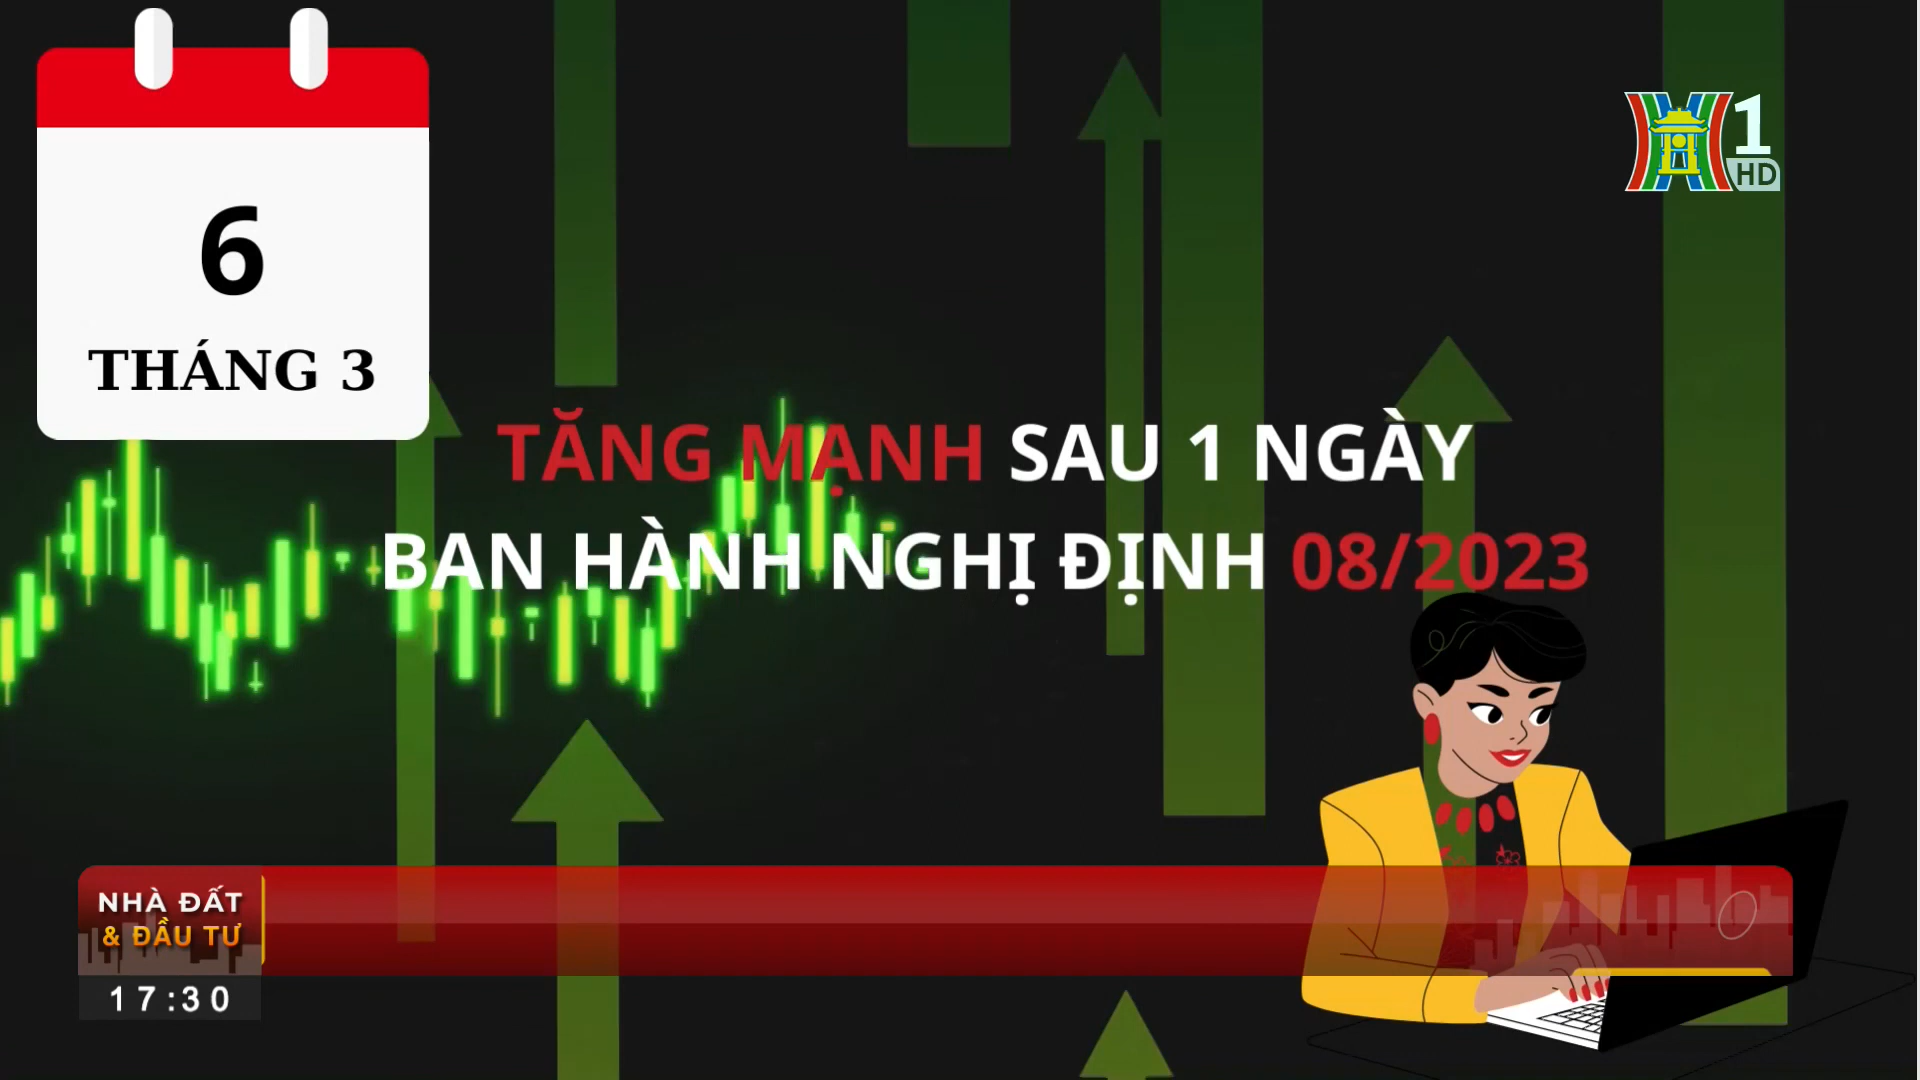 6
THÁNG 3
1
HD
TĂNG MẠNH SAU 1 NGÀY
BAN HÀNH NGHỊ ĐỊNH 08/2023
NHÀ ĐẤT
& ĐẦU TƯ
17:30